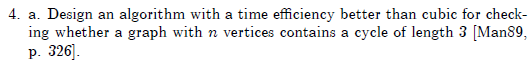 4. a. Design an algorithm with a time efficiency better than cubic for check-
ing whether a graph with n vertices contains a cycle of length 3 [Man89,
p. 326].